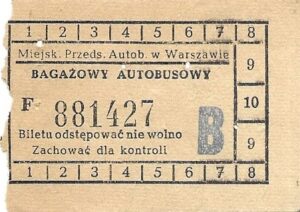 1 2 3 4 5 6 7 8
Miejsk. Przeds. Autob. w Warszawie
BAGAŻOWY AUTOBUSOWY
9
F 881427
10
B
Biletu odstępować nie wolno
Zachować dla kontroli
9
1 2 3 4 5 6 7 8